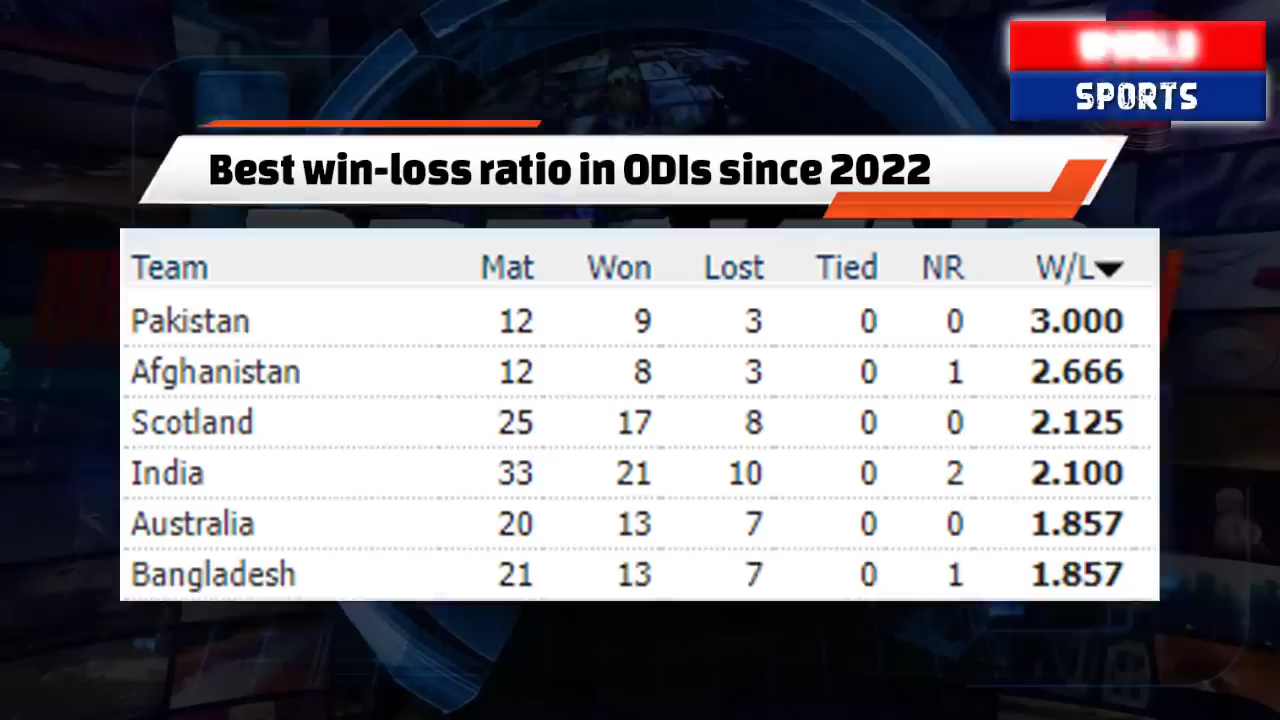 SPORTS
Best win-loss ratio in ODIs since 2022
Team Mat Won Lost Tied NR W/L▼
Pakistan 12 9 3 0 0 3.000
Afghanistan 12 8 3 0 1 2.666
Scotland 25 17 8 0 0 2.125
India 33 21 10 0 2 2.100
Australia 20 13 7 0 0 1.857
Bangladesh 21 13 7 0 1 1.857